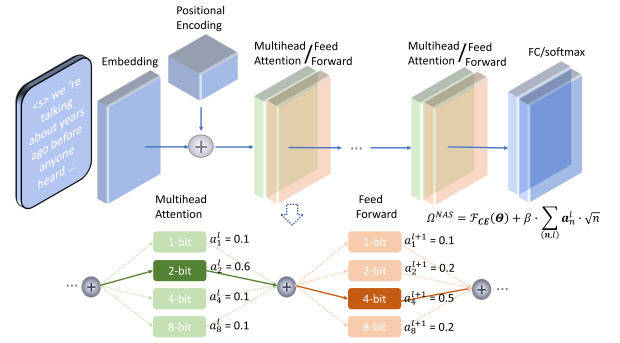 Positional
Encoding
Embedding
Multihead
Attention
/
Feed
Forward
Multihead
Attention
/
Feed
Forward
FC/softmax
<s> we 're
talking
about years
ago before
anyone
heard ...
+
...
Multihead
Attention
Feed
Forward
Ω^{NAS} = ℱ_{CE}(Θ) + β · ∑_{(n,l)} a_n^l · √n
1-bit
a_1^l = 0.1
2-bit
a_2^l = 0.6
4-bit
a_4^l = 0.1
8-bit
a_8^l = 0.1
1-bit
a_1^{l+1} = 0.1
2-bit
a_2^{l+1} = 0.2
4-bit
a_4^{l+1} = 0.5
8-bit
a_8^{l+1} = 0.2
... +
+
+ ...